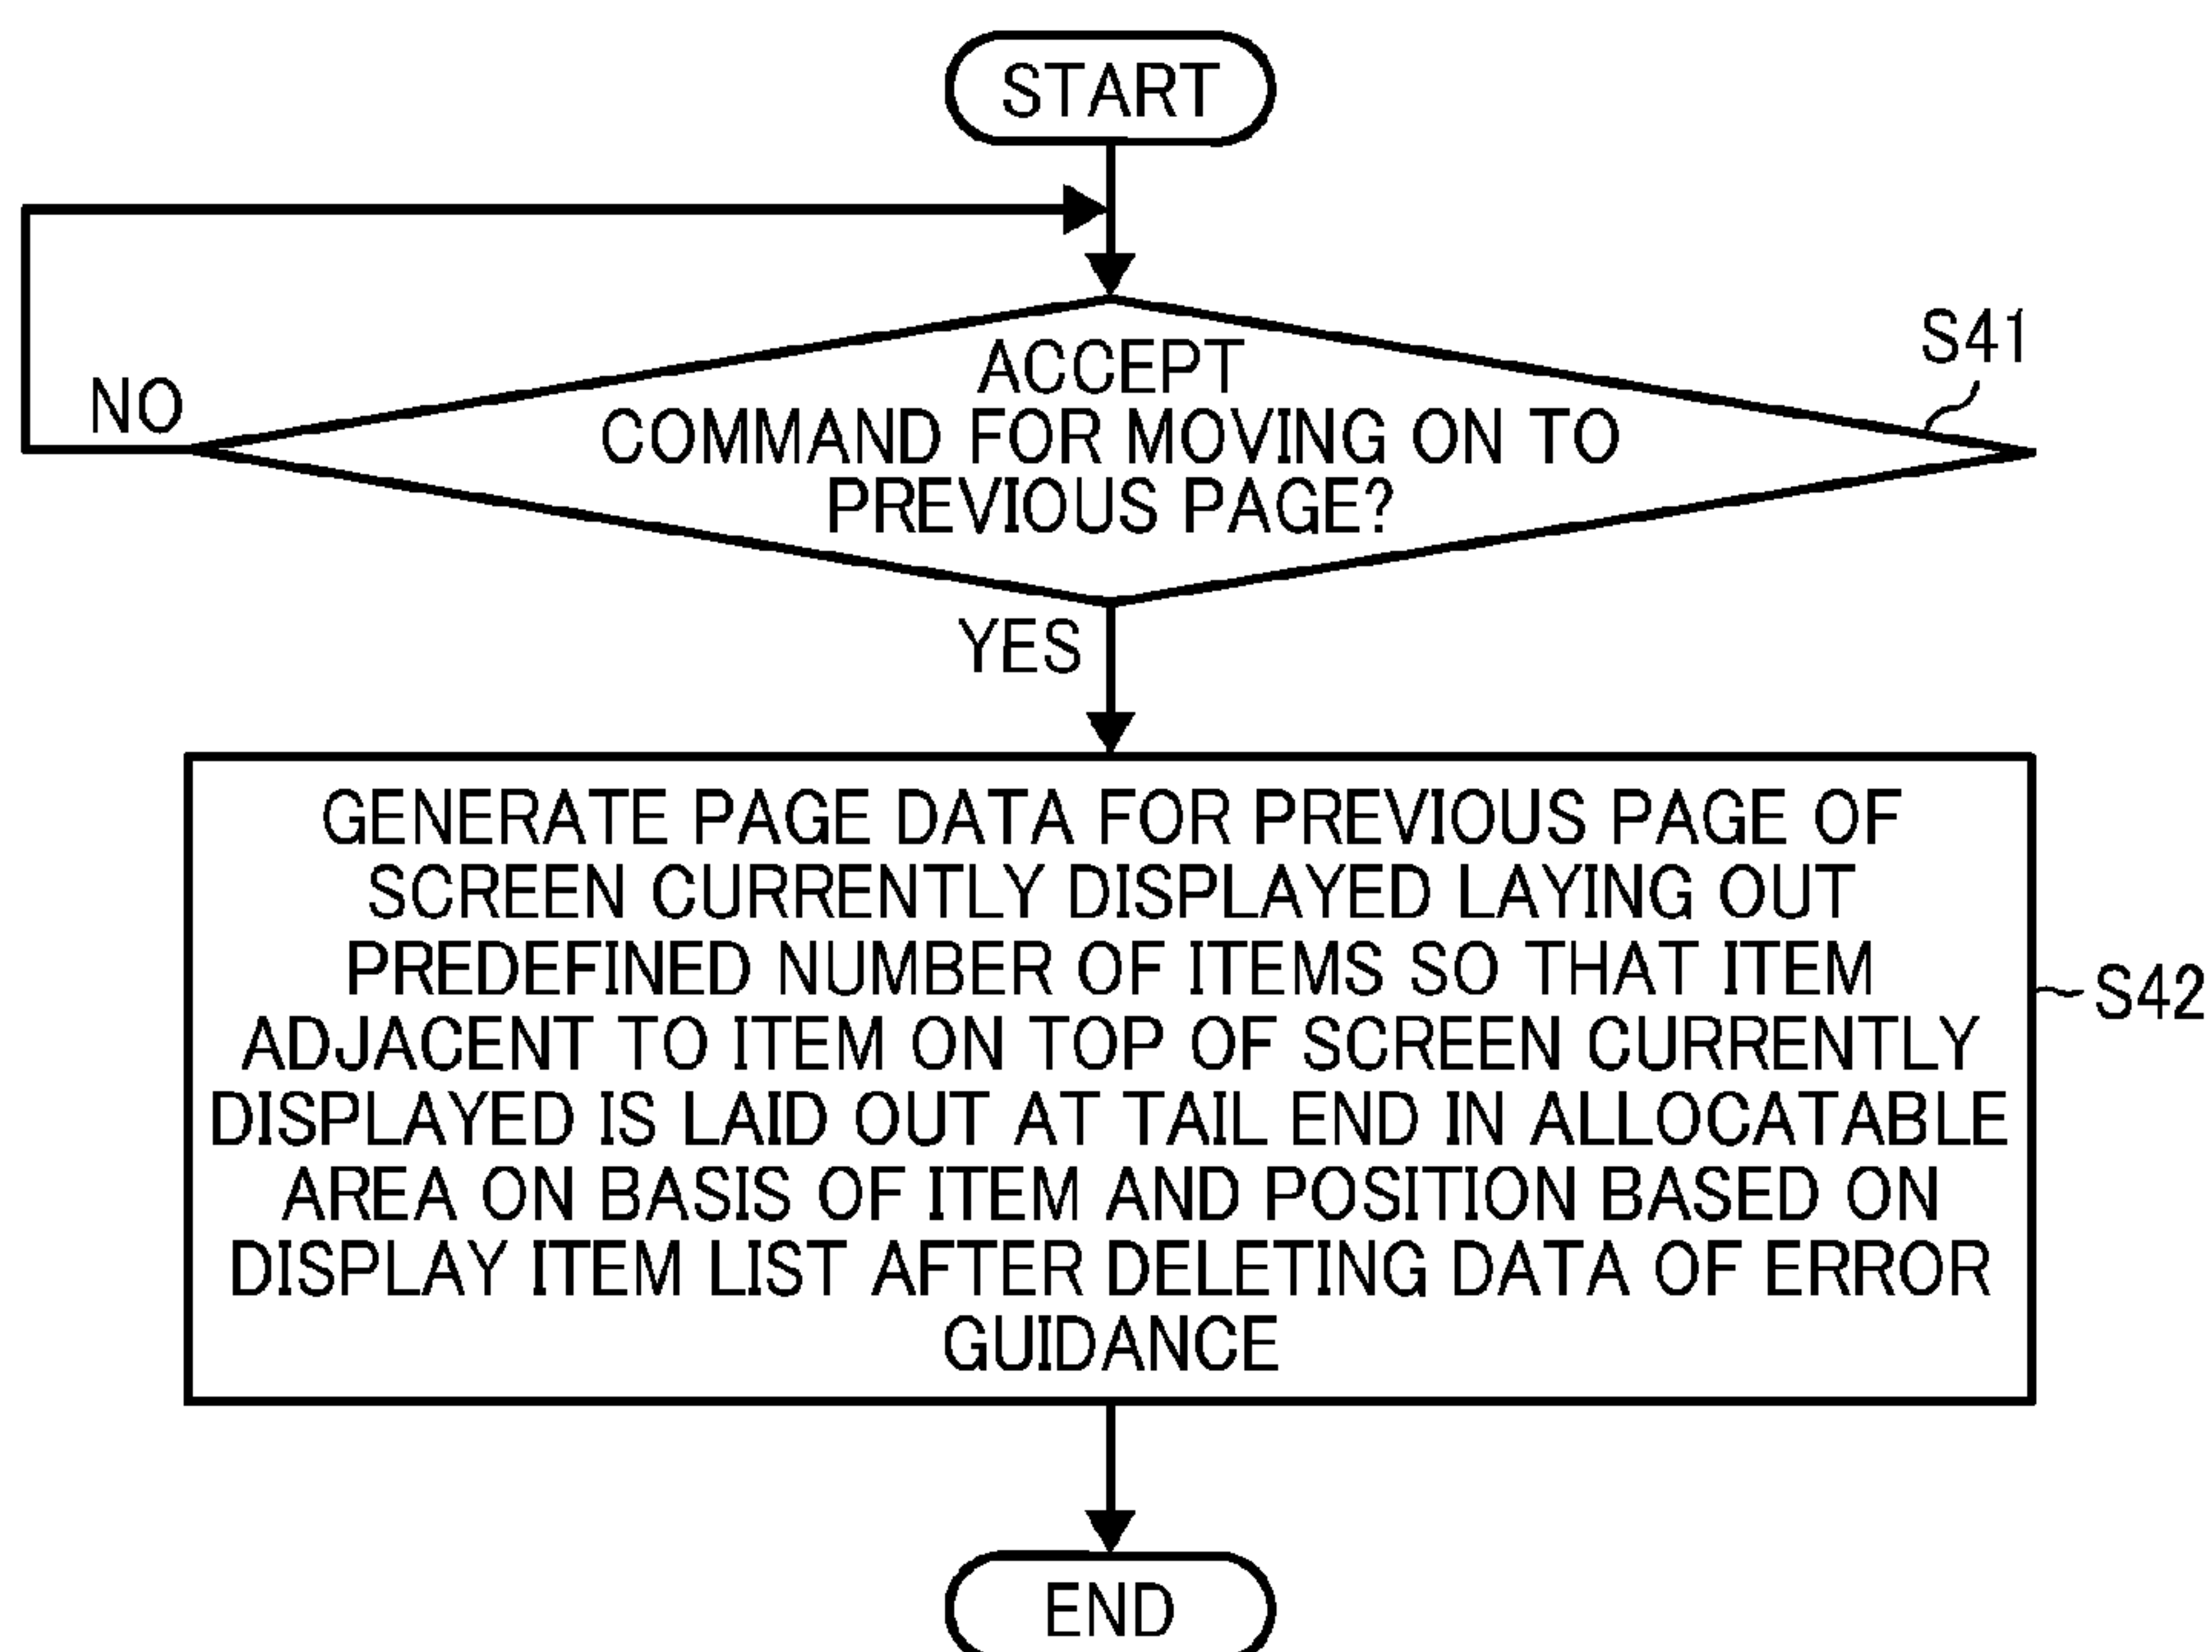 START
ACCEPT
COMMAND FOR MOVING ON TO
PREVIOUS PAGE?
S41
NO
YES
GENERATE PAGE DATA FOR PREVIOUS PAGE OF
SCREEN CURRENTLY DISPLAYED LAYING OUT
PREDEFINED NUMBER OF ITEMS SO THAT ITEM
ADJACENT TO ITEM ON TOP OF SCREEN CURRENTLY
DISPLAYED IS LAID OUT AT TAIL END IN ALLOCATABLE
AREA ON BASIS OF ITEM AND POSITION BASED ON
DISPLAY ITEM LIST AFTER DELETING DATA OF ERROR
GUIDANCE
S42
END